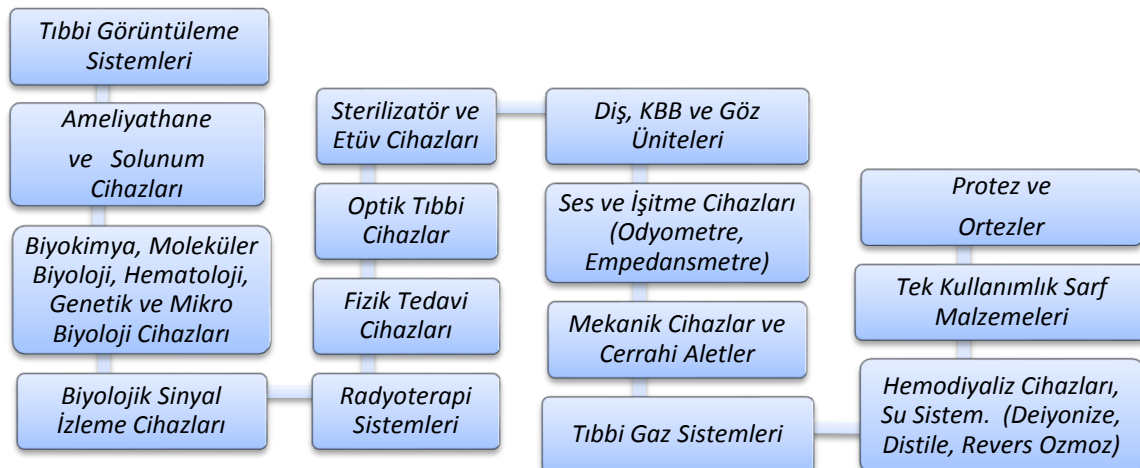 Tıbbi Görüntüleme
Sistemleri
Ameliyathane
ve Solunum
Cihazları
Biyokimya, Moleküler
Biyoloji, Hematoloji,
Genetik ve Mikro
Biyoloji Cihazları
Biyolojik Sinyal
İzleme Cihazları
Radyoterapi
Sistemleri
Fizik Tedavi
Cihazları
Optik Tıbbi
Cihazlar
Sterilizatör ve
Etüv Cihazları
Diş, KBB ve Göz
Üniteleri
Ses ve İşitme Cihazları
(Odyometre,
Empedansmetre)
Mekanik Cihazlar ve
Cerrahi Aletler
Tıbbi Gaz Sistemleri
Hemodiyaliz Cihazları,
Su Sistem. (Deiyonize,
Distile, Revers Ozmoz)
Tek Kullanımlık Sarf
Malzemeleri
Protez ve
Ortezler